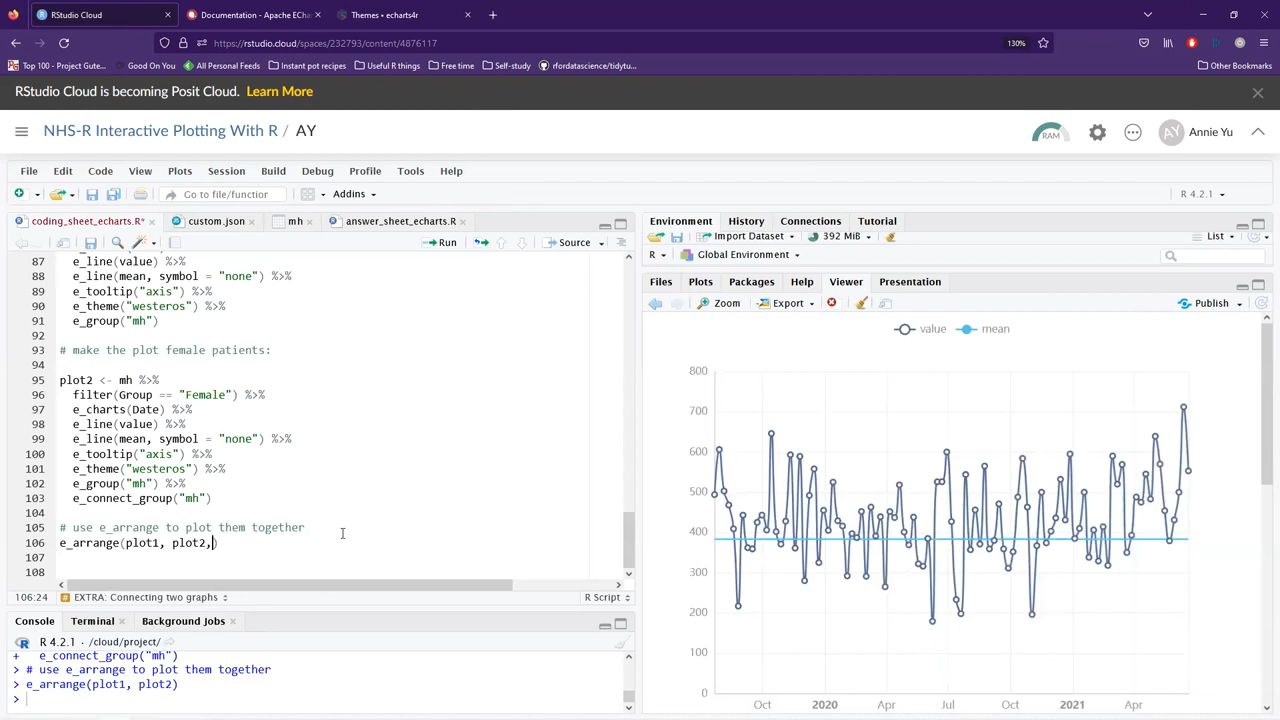 RStudio Cloud
Documentation - Apache ECha
Themes • echarts4r
https://rstudio.cloud/spaces/232793/content/4876117
130%
Top 100 - Project Gute...
Good On You
All Personal Feeds
Instant pot recipes
Useful R things
Free time
Self-study
rfordatascience/tidytu...
Other Bookmarks
RStudio Cloud is becoming Posit Cloud. Learn More
NHS-R Interactive Plotting With R / AY
RAM
AY
Annie Yu
File Edit Code View Plots Session Build Debug Profile Tools Help
Go to file/function
Addins
R 4.2.1
coding_sheet_echarts.R*
custom.json
mh
answer_sheet_echarts.R
Run
Source
87 e_line(value) %>%
88 e_line(mean, symbol = "none") %>%
89 e_tooltip("axis") %>%
90 e_theme("westeros") %>%
91 e_group("mh")
92
93 # make the plot female patients:
94
95 plot2 <- mh %>%
96 filter(Group == "Female") %>%
97 e_charts(Date) %>%
98 e_line(value) %>%
99 e_line(mean, symbol = "none") %>%
100 e_tooltip("axis") %>%
101 e_theme("westeros") %>%
102 e_group("mh") %>%
103 e_connect_group("mh")
104
105 # use e_arrange to plot them together
106 e_arrange(plot1, plot2,)
107
108
106:24
EXTRA: Connecting two graphs
R Script
Console Terminal Background Jobs
R 4.2.1 · /cloud/project/
+ e_connect_group("mh")
> # use e_arrange to plot them together
> e_arrange(plot1, plot2)
>
Environment History Connections Tutorial
Import Dataset
392 MiB
List
R
Global Environment
Files Plots Packages Help Viewer Presentation
Zoom
Export
Publish
value mean
800
700
600
500
400
300
200
100
0
Oct 2020 Apr Jul Oct 2021 Apr